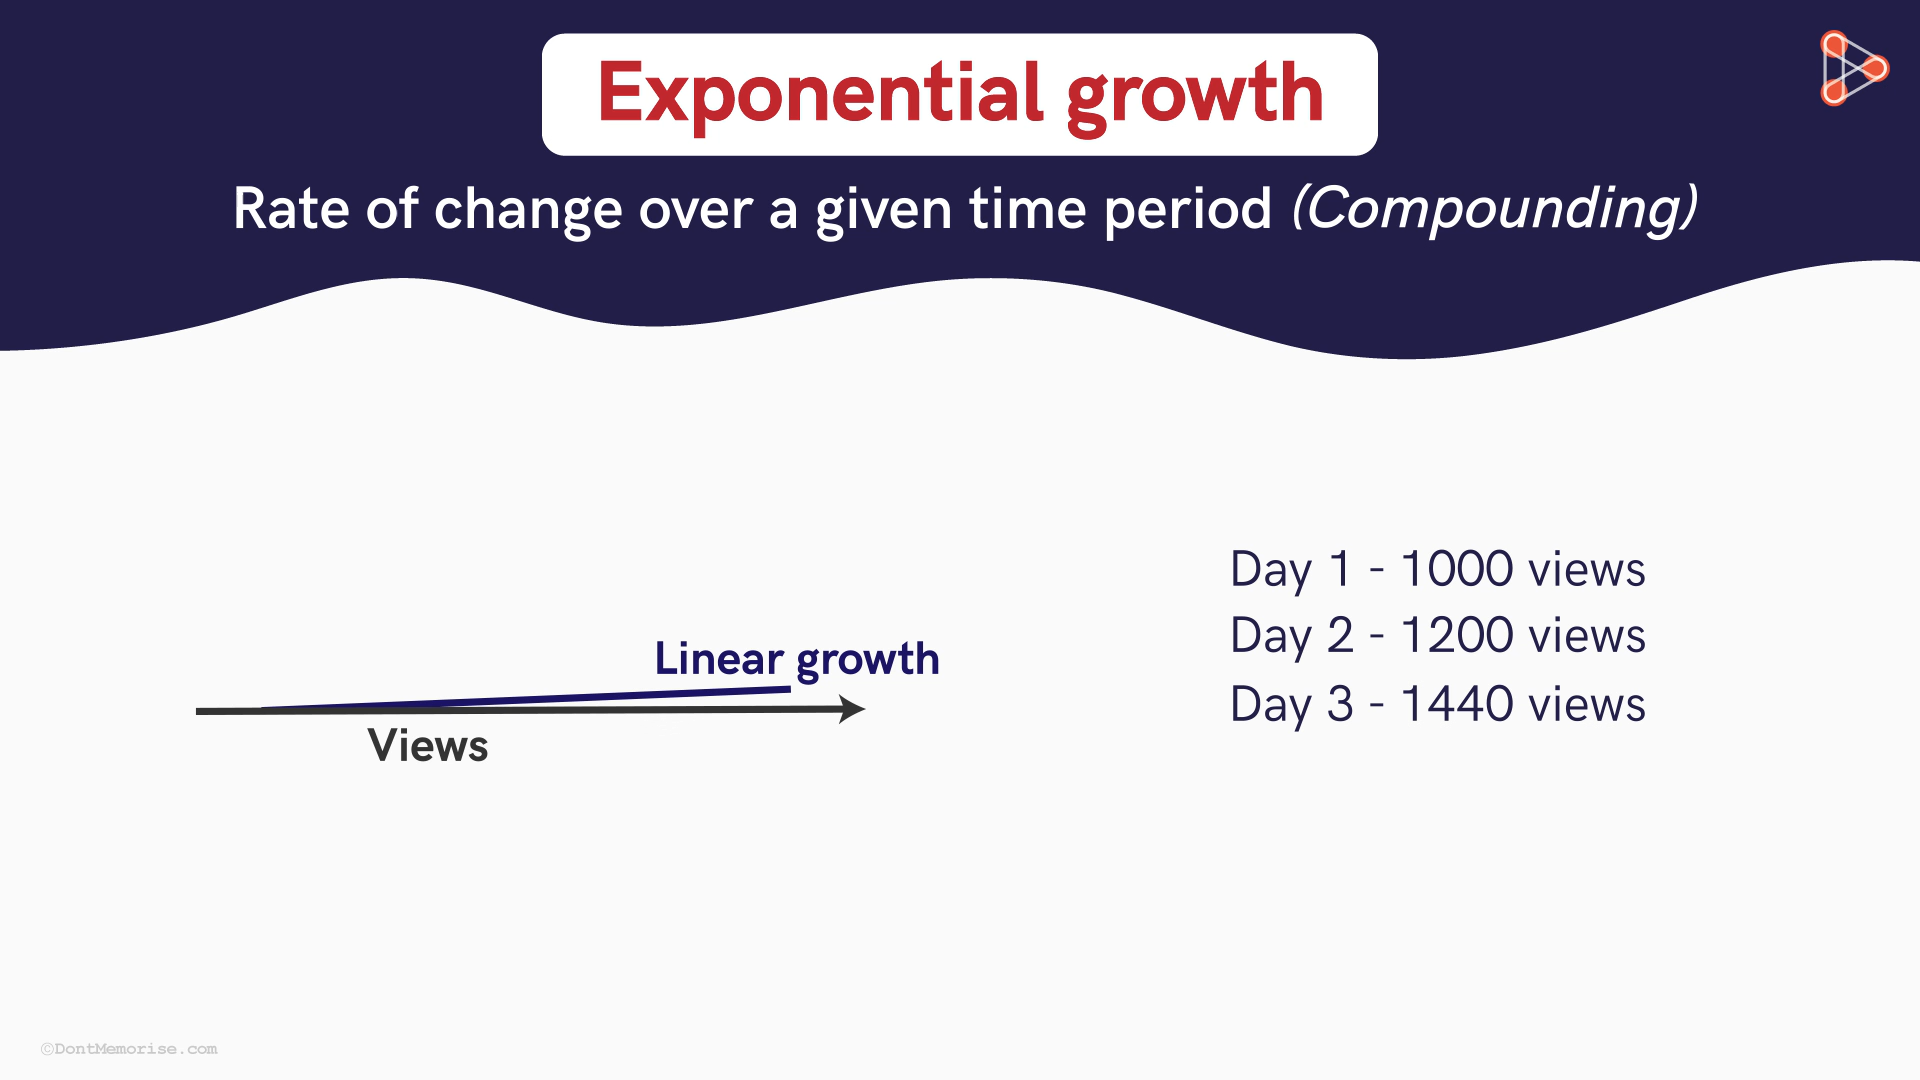 Exponential growth
Rate of change over a given time period (Compounding)
Day 1 - 1000 views
Day 2 - 1200 views
Day 3 - 1440 views
Linear growth
Views
©DontMemorise.com